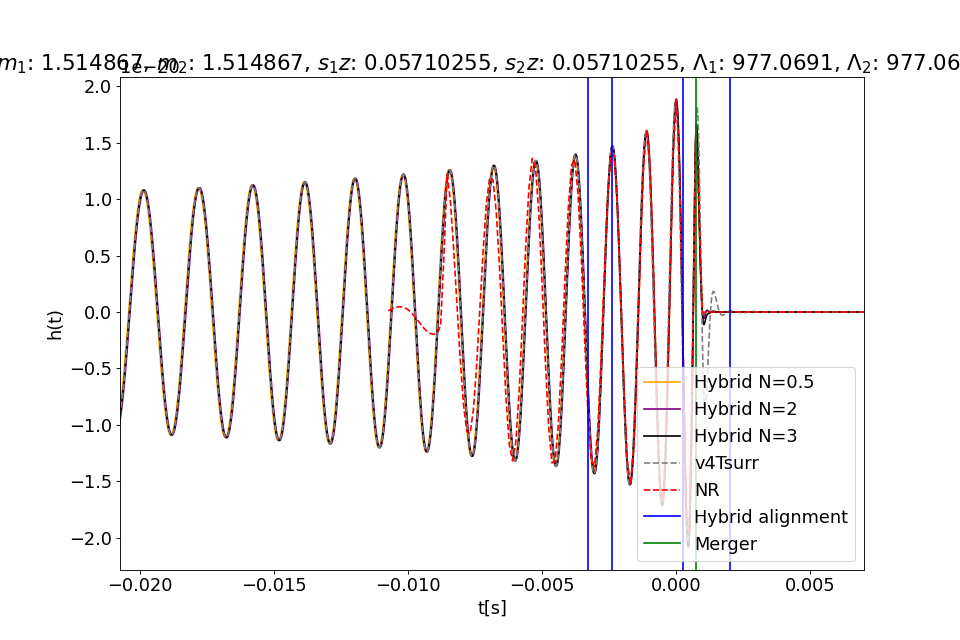 m₁: 1.514867, m₂: 1.514867, s₁z: 0.05710255, s₂z: 0.05710255, Λ₁: 977.0691, Λ₂: 977.06
1e−20
2.0
1.5
1.0
0.5
0.0
−0.5
−1.0
−1.5
−2.0
h(t)
Hybrid N=0.5
Hybrid N=2
Hybrid N=3
v4Tsurr
NR
Hybrid alignment
Merger
−0.020 −0.015 −0.010 −0.005 0.000 0.005
t[s]